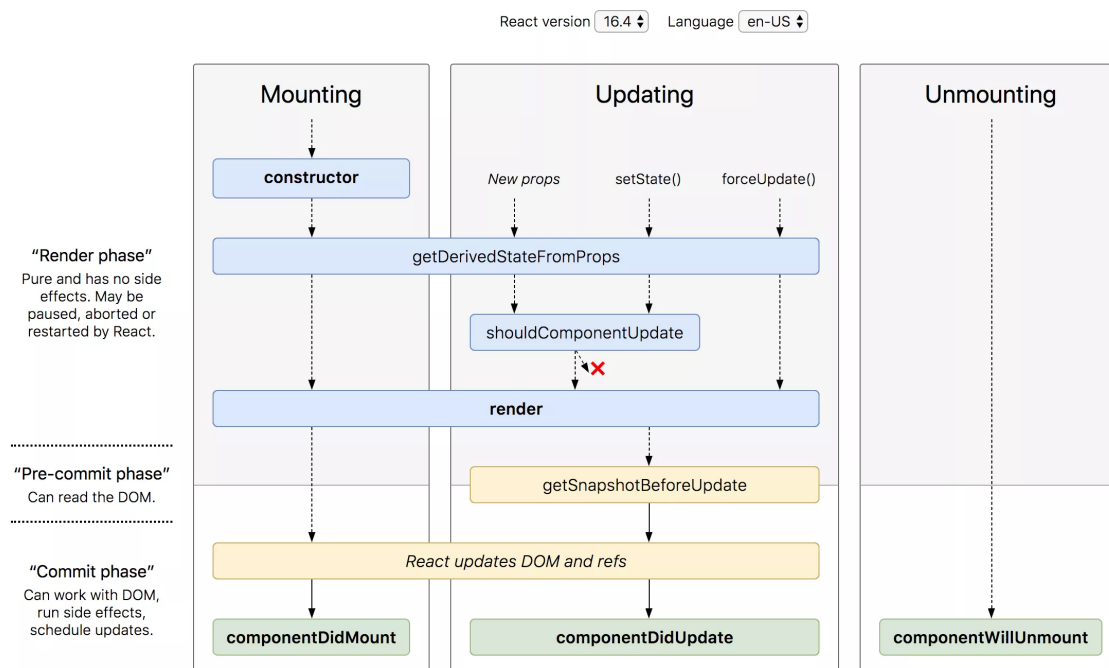 React version 16.4 Language en-US
Mounting
Updating
Unmounting
constructor
New props
setState()
forceUpdate()
“Render phase”
Pure and has no side
effects. May be
paused, aborted or
restarted by React.
getDerivedStateFromProps
shouldComponentUpdate
render
“Pre-commit phase”
Can read the DOM.
getSnapshotBeforeUpdate
“Commit phase”
Can work with DOM,
run side effects,
schedule updates.
React updates DOM and refs
componentDidMount
componentDidUpdate
componentWillUnmount